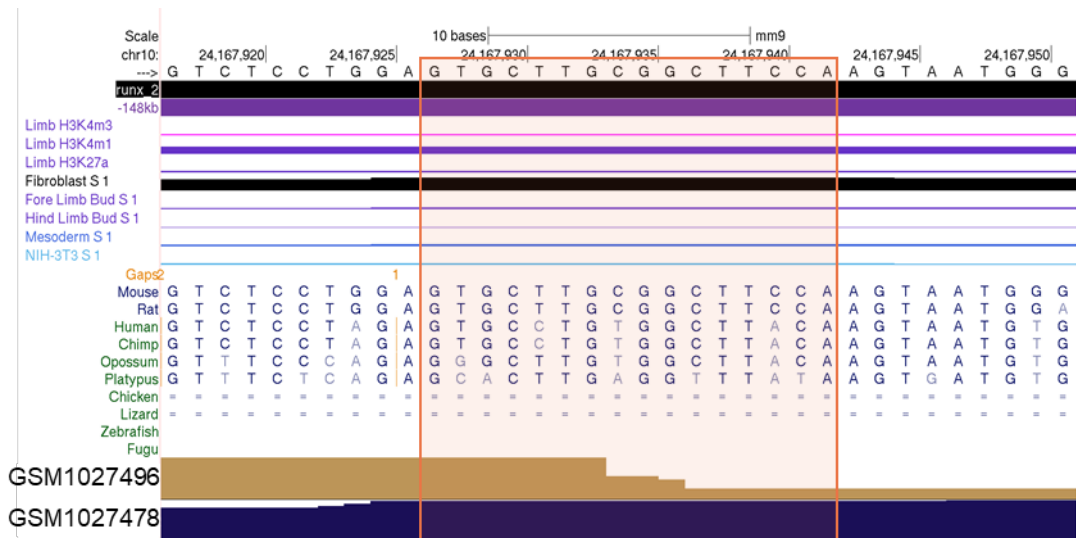 Scale 10 bases mm9
chr10: 24,167,920 24,167,925 24,167,930 24,167,935 24,167,940 24,167,945 24,167,950
---> G T C T C C T G G A G T G C T T G C G G C T T C C A A G T A A T G G G
runx_2
-148kb
Limb H3K4m3
Limb H3K4m1
Limb H3K27a
Fibroblast S 1
Fore Limb Bud S 1
Hind Limb Bud S 1
Mesoderm S 1
NIH-3T3 S 1
Gaps 2 1
Mouse G T C T C C T G G A G T G C T T G C G G C T T C C A A G T A A T G G G
Rat G T C T C C T G G A G T G C T T G C G G C T T A C A A G T A A T G G A
Human G T C T C C T A G A G T G C C T G T G G C T T A C A A G T A A T G T G
Chimp G T C T C C T A G A G T G C C T G T G G C T T A C A A G T A A T G T G
Opossum G T T T C C C A G A G G G C T T G T G G C T T A C A A G T A A T G T G
Platypus G T T T C T C A G A G C A C T T G A G G T T T A T A A G T G A T G T G
Chicken = = = = = = = = = = = = = = = = = = = = = = = = = = = = = = = = = = =
Lizard = = = = = = = = = = = = = = = = = = = = = = = = = = = = = = = = = = =
Zebrafish
Fugu
GSM1027496
GSM1027478